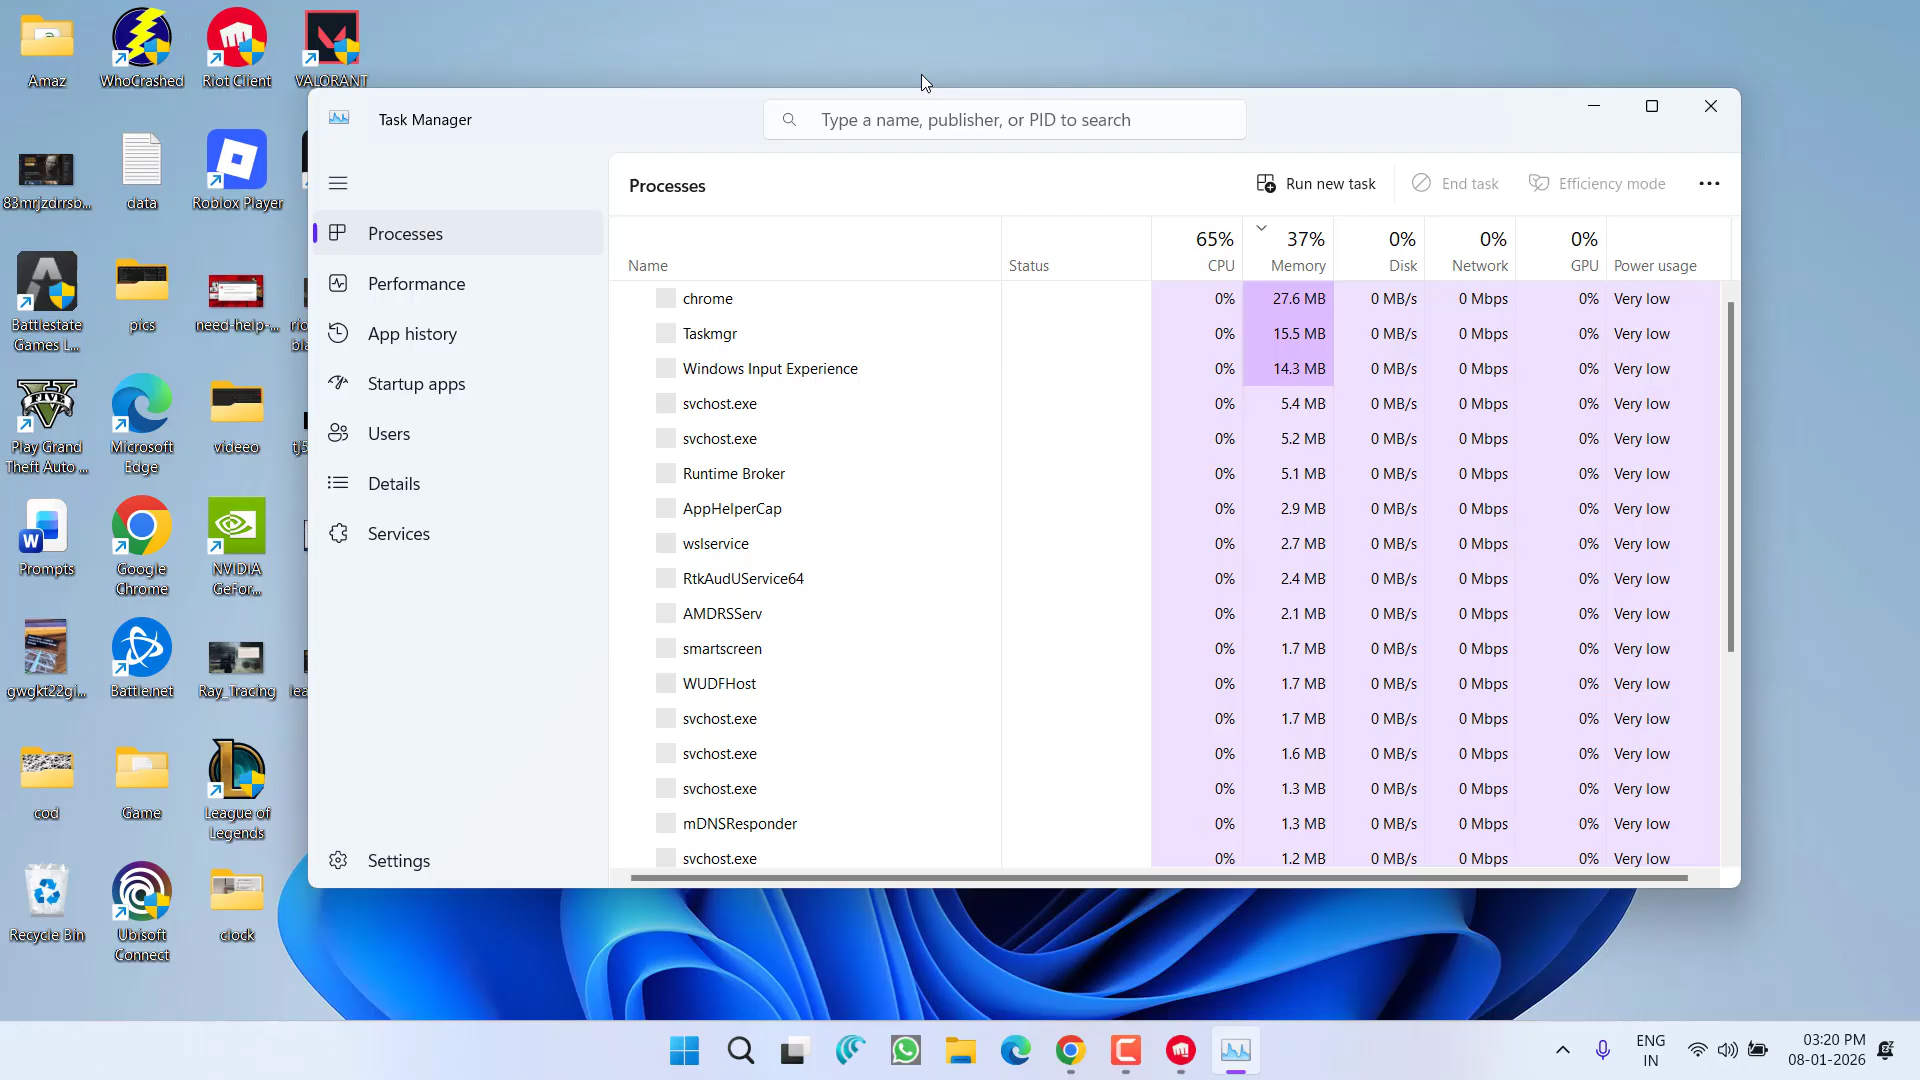 Amaz
WhoCrashed
Riot Client
VALORANT
83mrjzdrrsb...
data
Roblox Player
Battlestate
Games L...
pics
need-help-...
Play Grand
Theft Auto ...
Microsoft
Edge
videeo
Prompts
Google
Chrome
NVIDIA
GeFor...
gwgkt22gi...
Battle.net
Ray_Tracing
cod
Game
League of
Legends
Recycle Bin
Ubisoft
Connect
clock
Task Manager
Type a name, publisher, or PID to search
Processes
Performance
App history
Startup apps
Users
Details
Services
Settings
Processes
Run new task
End task
Efficiency mode
Name
Status
65% CPU
37% Memory
0% Disk
0% Network
0% GPU
Power usage
chrome 0% 27.6 MB 0 MB/s 0 Mbps 0% Very low
Taskmgr 0% 15.5 MB 0 MB/s 0 Mbps 0% Very low
Windows Input Experience 0% 14.3 MB 0 MB/s 0 Mbps 0% Very low
svchost.exe 0% 5.4 MB 0 MB/s 0 Mbps 0% Very low
svchost.exe 0% 5.2 MB 0 MB/s 0 Mbps 0% Very low
Runtime Broker 0% 5.1 MB 0 MB/s 0 Mbps 0% Very low
AppHelperCap 0% 2.9 MB 0 MB/s 0 Mbps 0% Very low
wslservice 0% 2.7 MB 0 MB/s 0 Mbps 0% Very low
RtkAudUService64 0% 2.4 MB 0 MB/s 0 Mbps 0% Very low
AMDRSServ 0% 2.1 MB 0 MB/s 0 Mbps 0% Very low
smartscreen 0% 1.7 MB 0 MB/s 0 Mbps 0% Very low
WUDFHost 0% 1.7 MB 0 MB/s 0 Mbps 0% Very low
svchost.exe 0% 1.7 MB 0 MB/s 0 Mbps 0% Very low
svchost.exe 0% 1.6 MB 0 MB/s 0 Mbps 0% Very low
svchost.exe 0% 1.3 MB 0 MB/s 0 Mbps 0% Very low
mDNSResponder 0% 1.3 MB 0 MB/s 0 Mbps 0% Very low
svchost.exe 0% 1.2 MB 0 MB/s 0 Mbps 0% Very low
ENG
IN
03:20 PM
08-01-2026